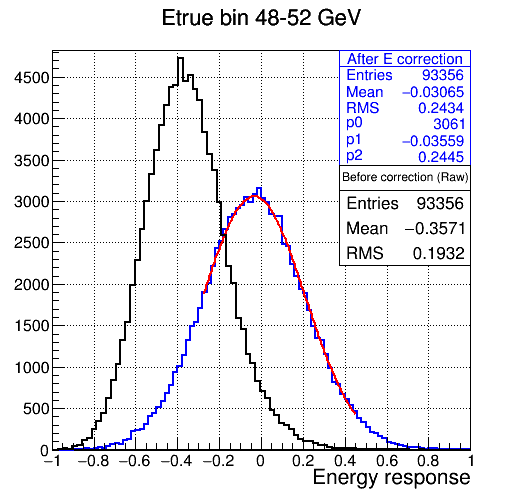 Etrue bin 48-52 GeV
After E correction
Entries 93356
Mean −0.03065
RMS 0.2434
p0 3061
p1 −0.03559
p2 0.2445
Before correction (Raw)
Entries 93356
Mean −0.3571
RMS 0.1932
4500
4000
3500
3000
2500
2000
1500
1000
500
0
−1 −0.8 −0.6 −0.4 −0.2 0 0.2 0.4 0.6 0.8 1
Energy response